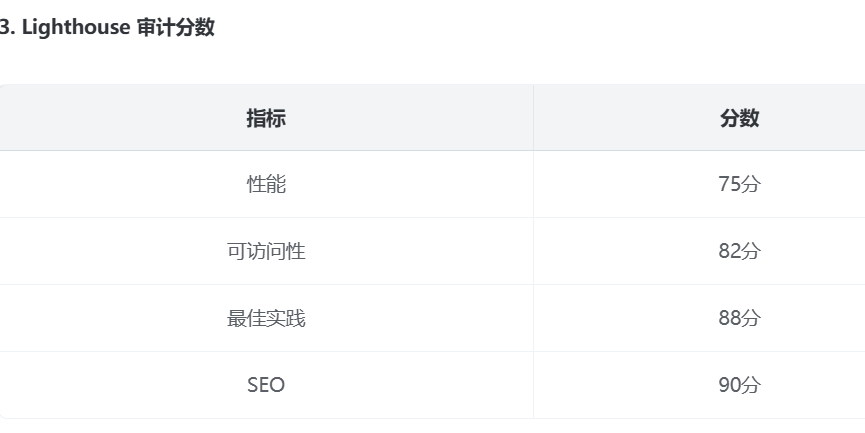 3. Lighthouse 审计分数
指标 分数
性能 75分
可访问性 82分
最佳实践 88分
SEO 90分